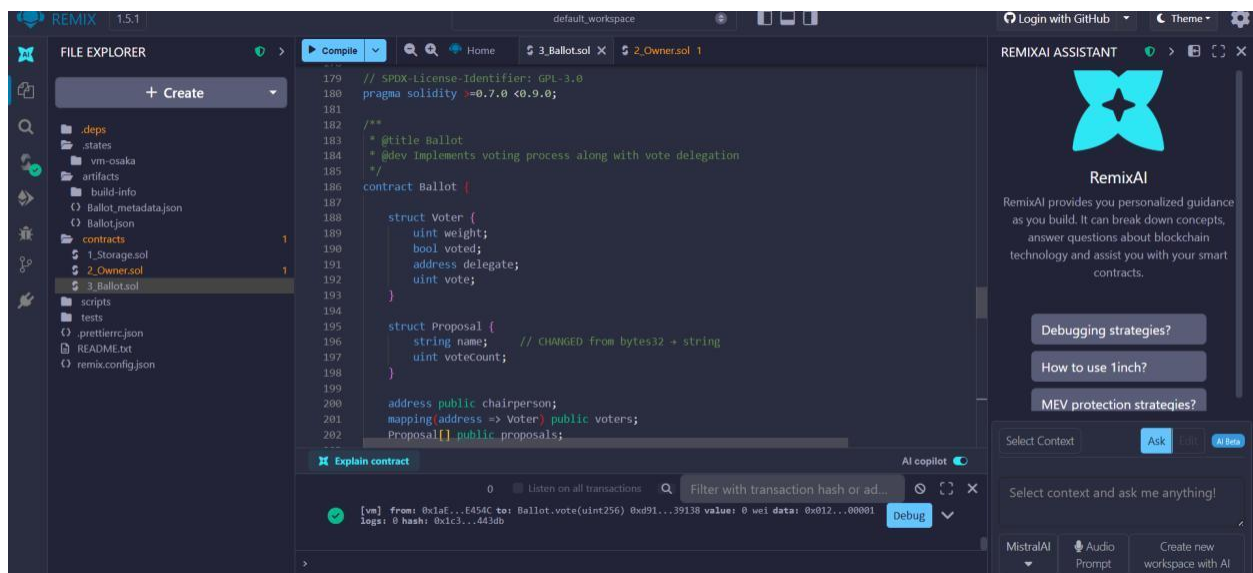 REMIX 1.5.1
default_workspace
Login with GitHub
Theme
FILE EXPLORER
+ Create
.deps
.states
vm-osaka
artifacts
build-info
Ballot_metadata.json
Ballot.json
contracts 1
1_Storage.sol
2_Owner.sol 1
3_Ballot.sol
scripts
tests
.prettierrc.json
README.txt
remix.config.json
Compile
Home
3_Ballot.sol
2_Owner.sol 1
179 // SPDX-License-Identifier: GPL-3.0
180 pragma solidity >=0.7.0 <0.9.0;
181
182 /**
183 * @title Ballot
184 * @dev Implements voting process along with vote delegation
185 */
186 contract Ballot {
187
188 struct Voter {
189 uint weight;
190 bool voted;
191 address delegate;
192 uint vote;
193 }
194
195 struct Proposal {
196 string name; // CHANGED from bytes32 → string
197 uint voteCount;
198 }
199
200 address public chairperson;
201 mapping(address => Voter) public voters;
202 Proposal[] public proposals;
Explain contract
AI copilot
0 Listen on all transactions
Filter with transaction hash or ad...
[vm] from: 0x1aE...E454C to: Ballot.vote(uint256) 0xd91...39138 value: 0 wei data: 0x012...00001
logs: 0 hash: 0x1c3...443db
Debug
>
REMIXAI ASSISTANT
RemixAI
RemixAI provides you personalized guidance
as you build. It can break down concepts,
answer questions about blockchain
technology and assist you with your smart
contracts.
Debugging strategies?
How to use 1inch?
MEV protection strategies?
Select Context
Ask
Edit
AI Beta
Select context and ask me anything!
MistralAI
Audio
Prompt
Create new
workspace with AI